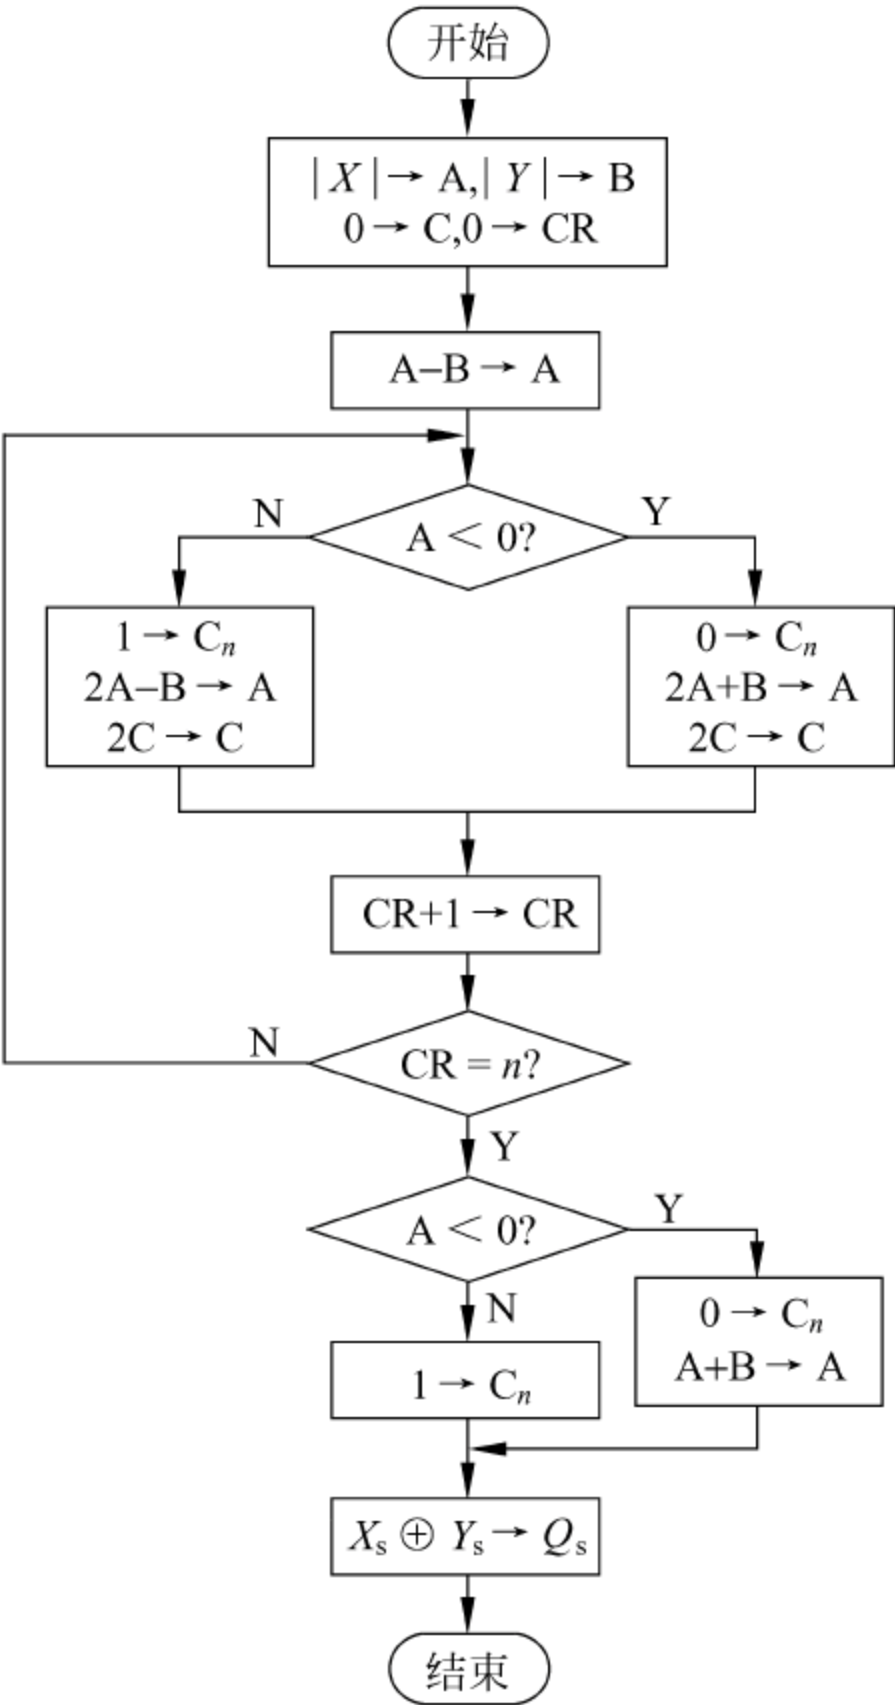 开始
| X | → A,| Y | → B
0 → C,0 → CR
A–B → A
A < 0?
N
Y
1 → Cₙ
2A–B → A
2C → C
0 → Cₙ
2A+B → A
2C → C
CR+1 → CR
CR = n?
N
Y
A < 0?
Y
N
0 → Cₙ
A+B → A
1 → Cₙ
Xₛ ⊕ Yₛ → Qₛ
结束